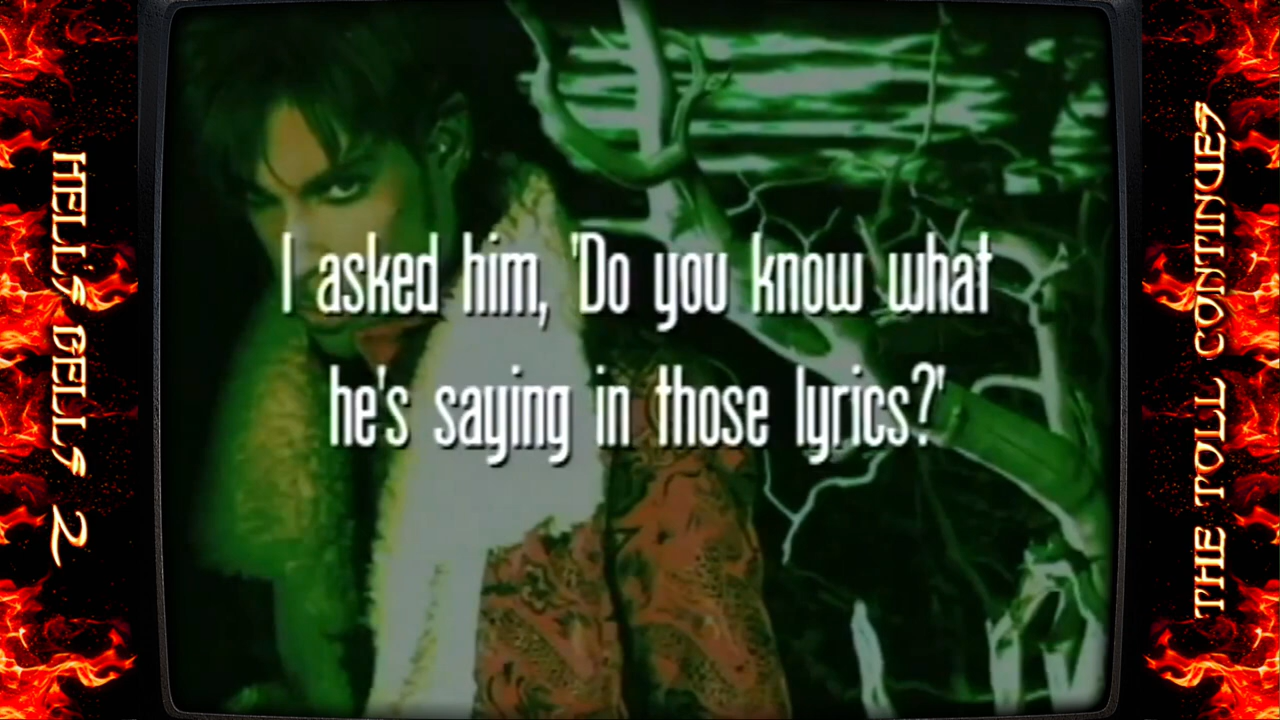 HELL'S BELLS 2
I asked him, 'Do you know what
he's saying in those lyrics?'
THE TOLL CONTINUES